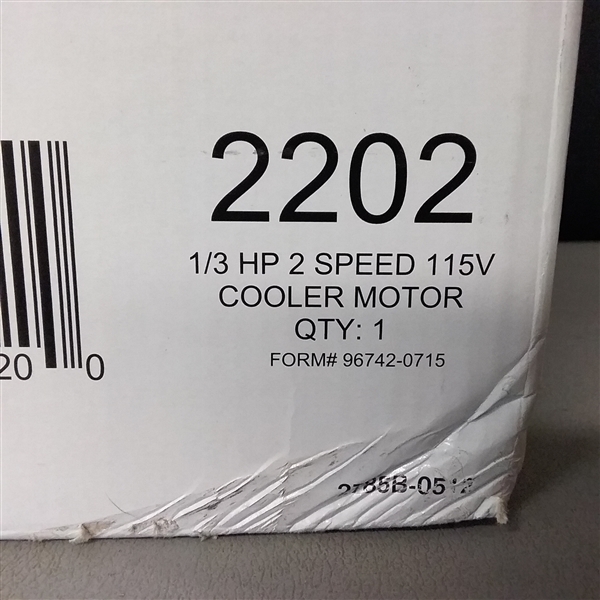 2202
1/3 HP 2 SPEED 115V
COOLER MOTOR
QTY: 1
FORM# 96742-0715
20 0